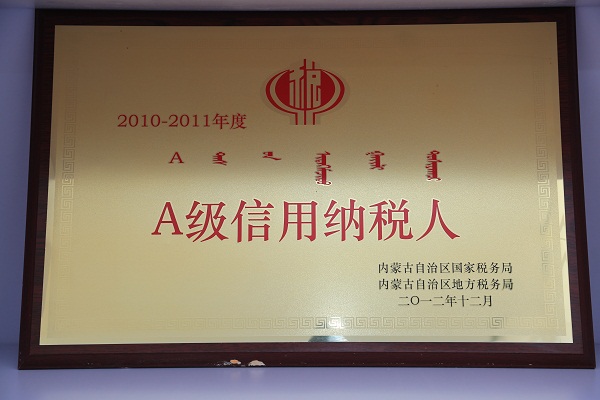 税
2010-2011年度
A级信用纳税人
内蒙古自治区国家税务局
内蒙古自治区地方税务局
二〇一二年十二月